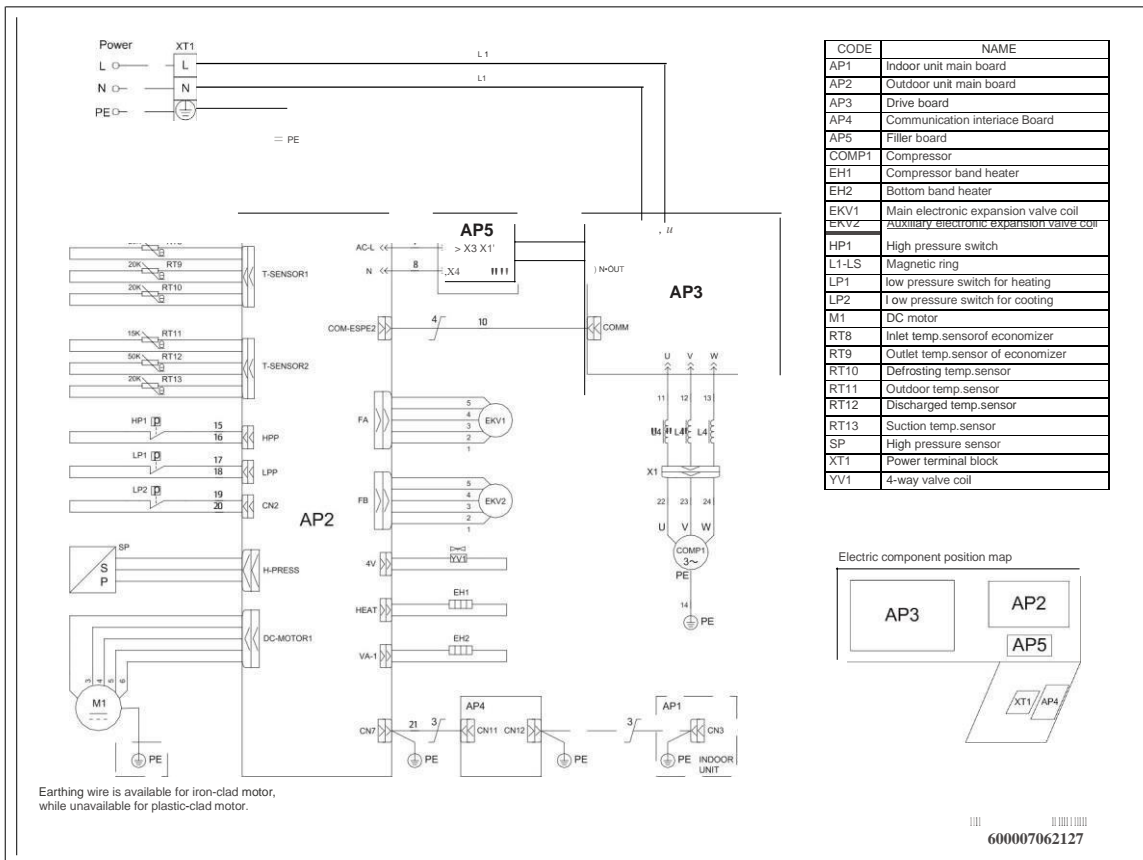 Power
XT1
L
L
N
N
PE
L 1
L1
= PE
CODE NAME
AP1 Indoor unit main board
AP2 Outdoor unit main board
AP3 Drive board
AP4 Communication interiace Board
AP5 Filler board
COMP1 Compressor
EH1 Compressor band heater
EH2 Bottom band heater
EKV1 Main electronic expansion valve coil
EKV2 Auxiliary electronic expansion valve coil
HP1 High pressure switch
L1-LS Magnetic ring
LP1 low pressure switch for heating
LP2 I ow pressure switch for cooting
M1 DC motor
RT8 Inlet temp.sensorof economizer
RT9 Outlet temp.sensor of economizer
RT10 Defrosting temp.sensor
RT11 Outdoor temp.sensor
RT12 Discharged temp.sensor
RT13 Suction temp.sensor
SP High pressure sensor
XT1 Power terminal block
YV1 4-way valve coil
20K RT9
20K RT10
T-SENSOR1
15K RT11
50K RT12
20K RT13
T-SENSOR2
HP1 P
15
16
HPP
LP1 P
17
18
LPP
LP2 P
19
20
CN2
SP
S
P
H-PRESS
DC-MOTOR1
3 4 5 6
M1
PE
AP2
AC-L
N
8
AP5
> X3 X1'
.X4 """
, u
) N•OUT
AP3
COM-ESPE2
4
10
COMM
FA
5
4
3
2
1
EKV1
FB
5
4
3
2
1
EKV2
4V
YV1
HEAT
EH1
VA-1
EH2
U V W
11 12 13
L4 L4
X1
22 23 24
U V W
COMP1
3~
PE
14
PE
CN7
21
3
PE
AP4
CN11 CN12
PE
3
AP1
CN3
PE
INDOOR
UNIT
Electric component position map
AP3
AP2
AP5
XT1
AP4
Earthing wire is available for iron-clad motor,
while unavailable for plastic-clad motor.
600007062127